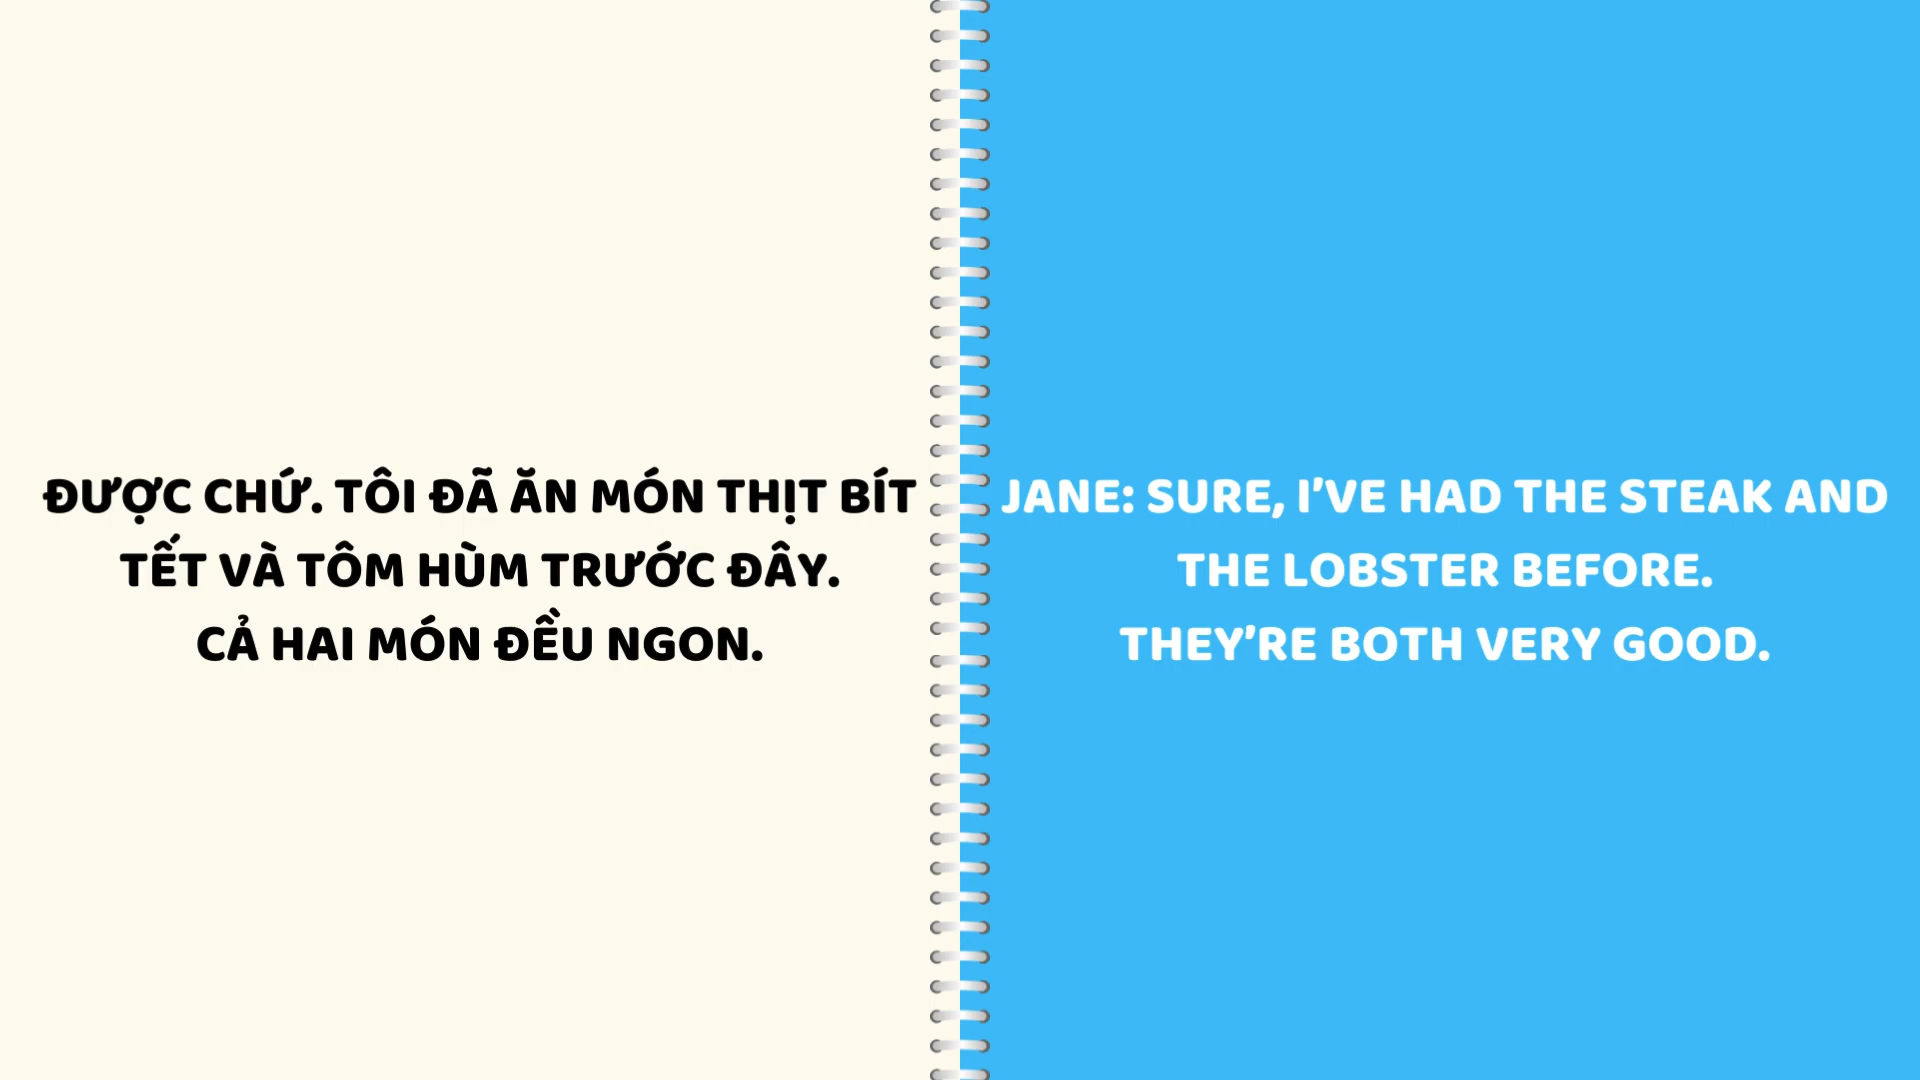 ĐƯỢC CHỨ. TÔI ĐÃ ĂN MÓN THỊT BÍT
TẾT VÀ TÔM HÙM TRƯỚC ĐÂY.
CẢ HAI MÓN ĐỀU NGON.
JANE: SURE, I'VE HAD THE STEAK AND
THE LOBSTER BEFORE.
THEY'RE BOTH VERY GOOD.